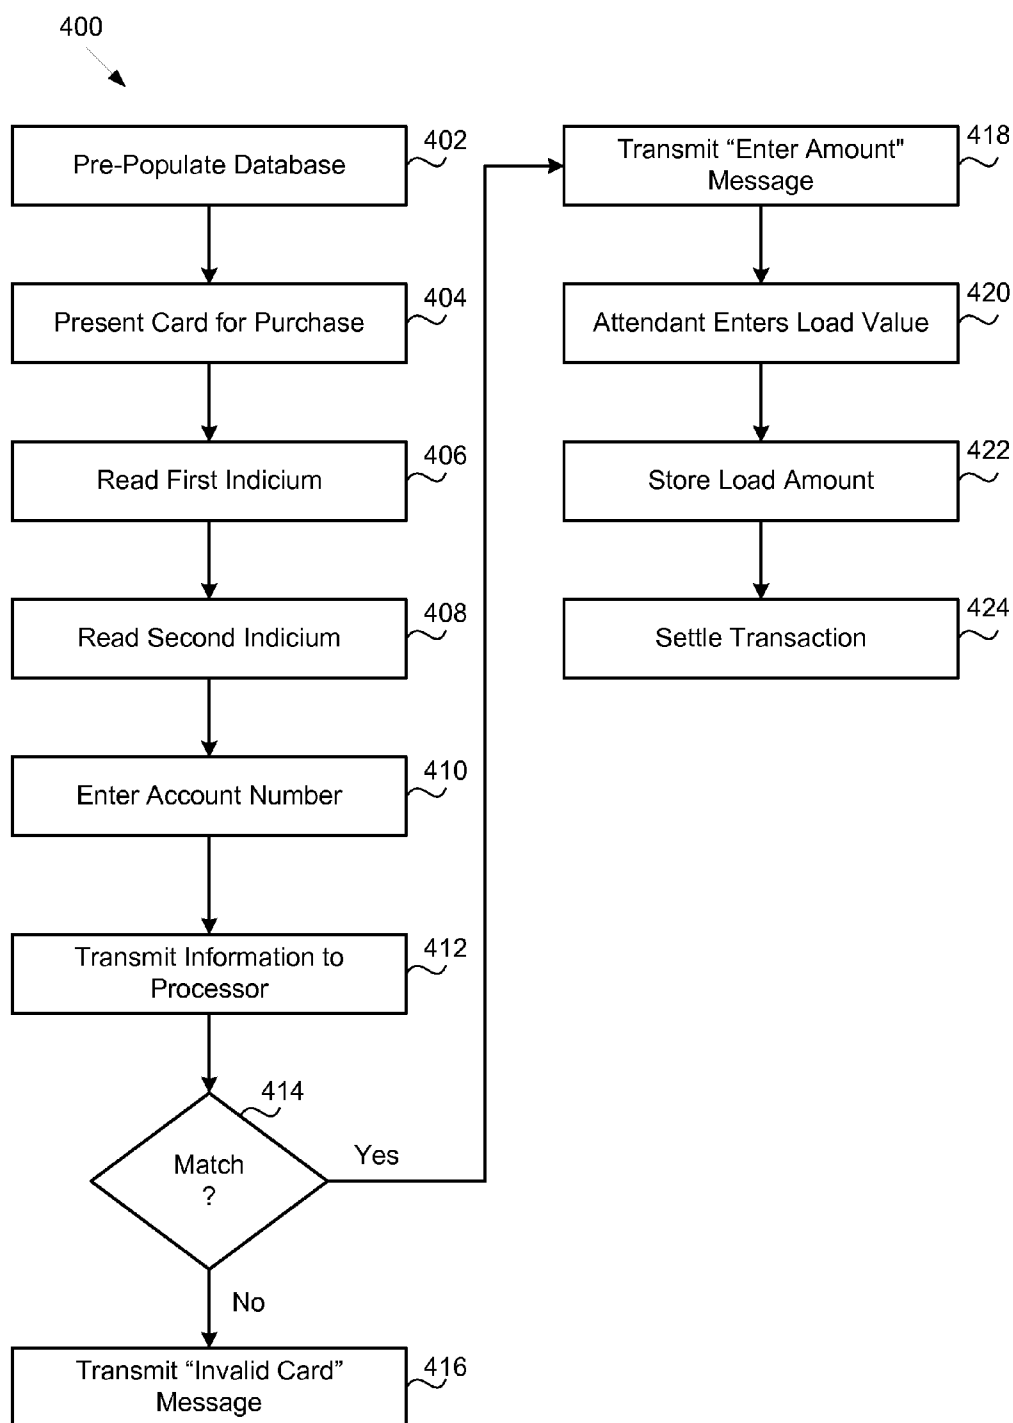 400
Pre-Populate Database
402
Present Card for Purchase
404
Read First Indicium
406
Read Second Indicium
408
Enter Account Number
410
Transmit Information to
Processor
412
414
Match
?
Yes
No
Transmit “Invalid Card”
Message
416
Transmit “Enter Amount"
Message
418
Attendant Enters Load Value
420
Store Load Amount
422
Settle Transaction
424